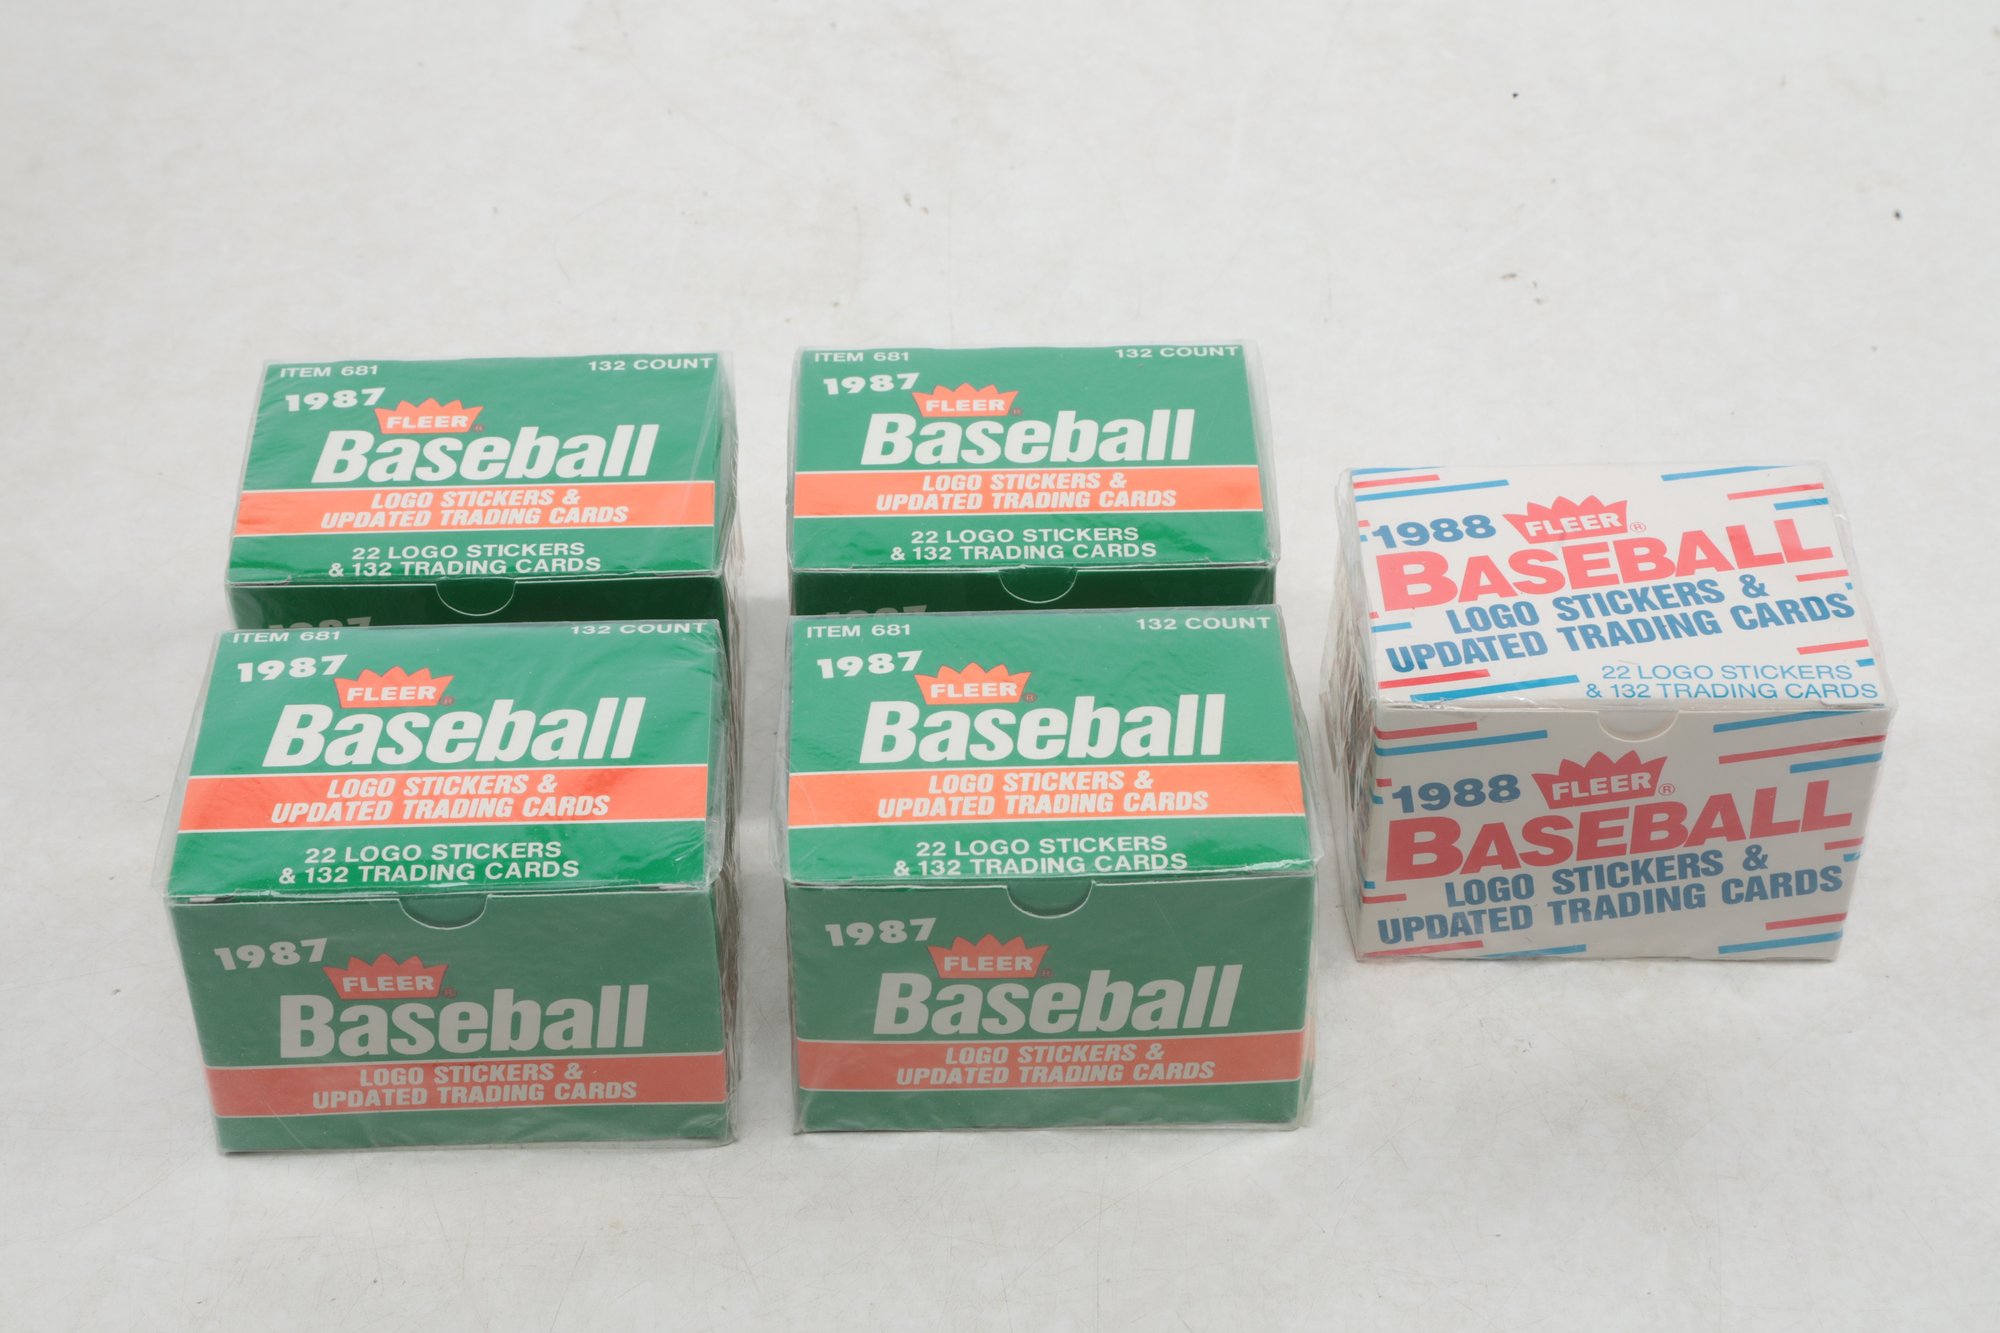 ITEM 681 132 COUNT
1987
FLEER®
Baseball
LOGO STICKERS &
UPDATED TRADING CARDS
22 LOGO STICKERS
& 132 TRADING CARDS
1987
ITEM 681 132 COUNT
1987
FLEER®
Baseball
LOGO STICKERS &
UPDATED TRADING CARDS
22 LOGO STICKERS
& 132 TRADING CARDS
1987
ITEM 681 132 COUNT
1987
FLEER®
Baseball
LOGO STICKERS &
UPDATED TRADING CARDS
22 LOGO STICKERS
& 132 TRADING CARDS
1987
FLEER®
Baseball
LOGO STICKERS &
UPDATED TRADING CARDS
ITEM 681 132 COUNT
1987
FLEER®
Baseball
LOGO STICKERS &
UPDATED TRADING CARDS
22 LOGO STICKERS
& 132 TRADING CARDS
1987
FLEER®
Baseball
LOGO STICKERS &
UPDATED TRADING CARDS
1988 FLEER®
BASEBALL
LOGO STICKERS &
UPDATED TRADING CARDS
22 LOGO STICKERS
& 132 TRADING CARDS
1988 FLEER®
BASEBALL
LOGO STICKERS &
UPDATED TRADING CARDS